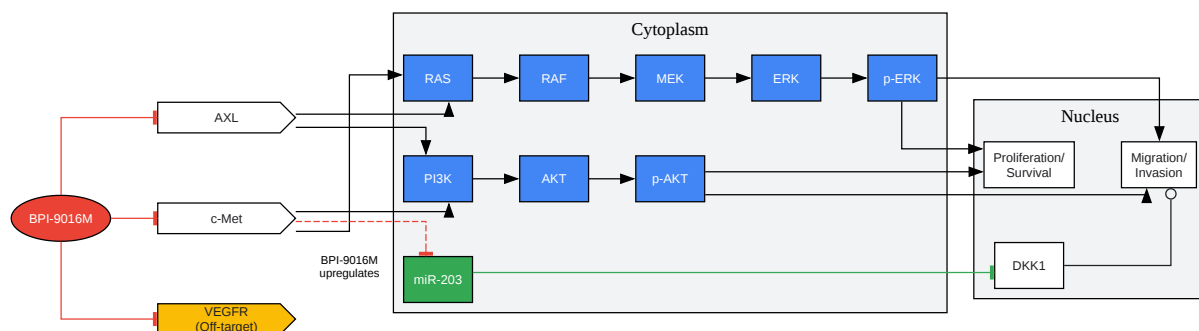 Cytoplasm
RAS
RAF
MEK
ERK
p-ERK
AXL
Nucleus
PI3K
AKT
p-AKT
Proliferation/
Survival
Migration/
Invasion
BPI-9016M
c-Met
BPI-9016M
upregulates
miR-203
DKK1
VEGFR
(Off-target)